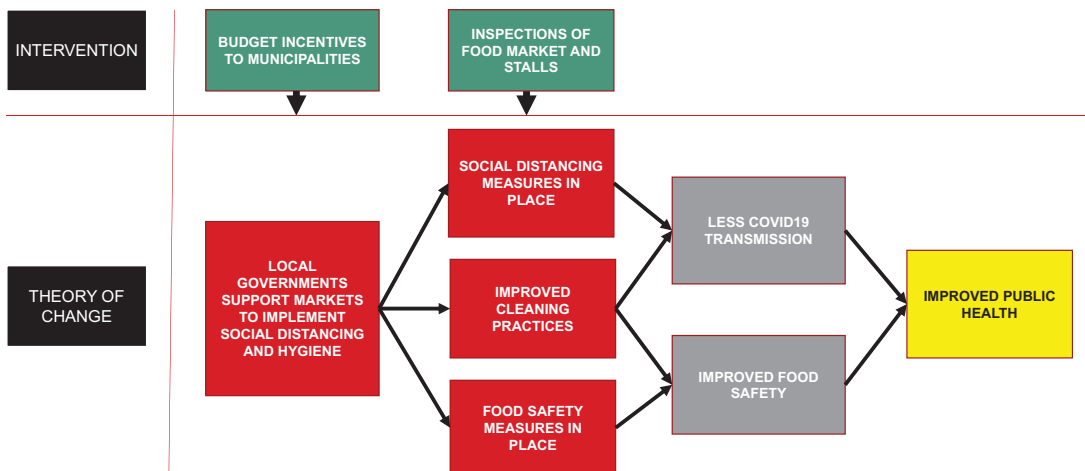 INTERVENTION
BUDGET INCENTIVES
TO MUNICIPALITIES
INSPECTIONS OF
FOOD MARKET AND
STALLS
THEORY OF
CHANGE
LOCAL
GOVERNMENTS
SUPPORT MARKETS
TO IMPLEMENT
SOCIAL DISTANCING
AND HYGIENE
SOCIAL DISTANCING
MEASURES IN
PLACE
IMPROVED
CLEANING
PRACTICES
FOOD SAFETY
MEASURES IN
PLACE
LESS COVID19
TRANSMISSION
IMPROVED FOOD
SAFETY
IMPROVED PUBLIC
HEALTH